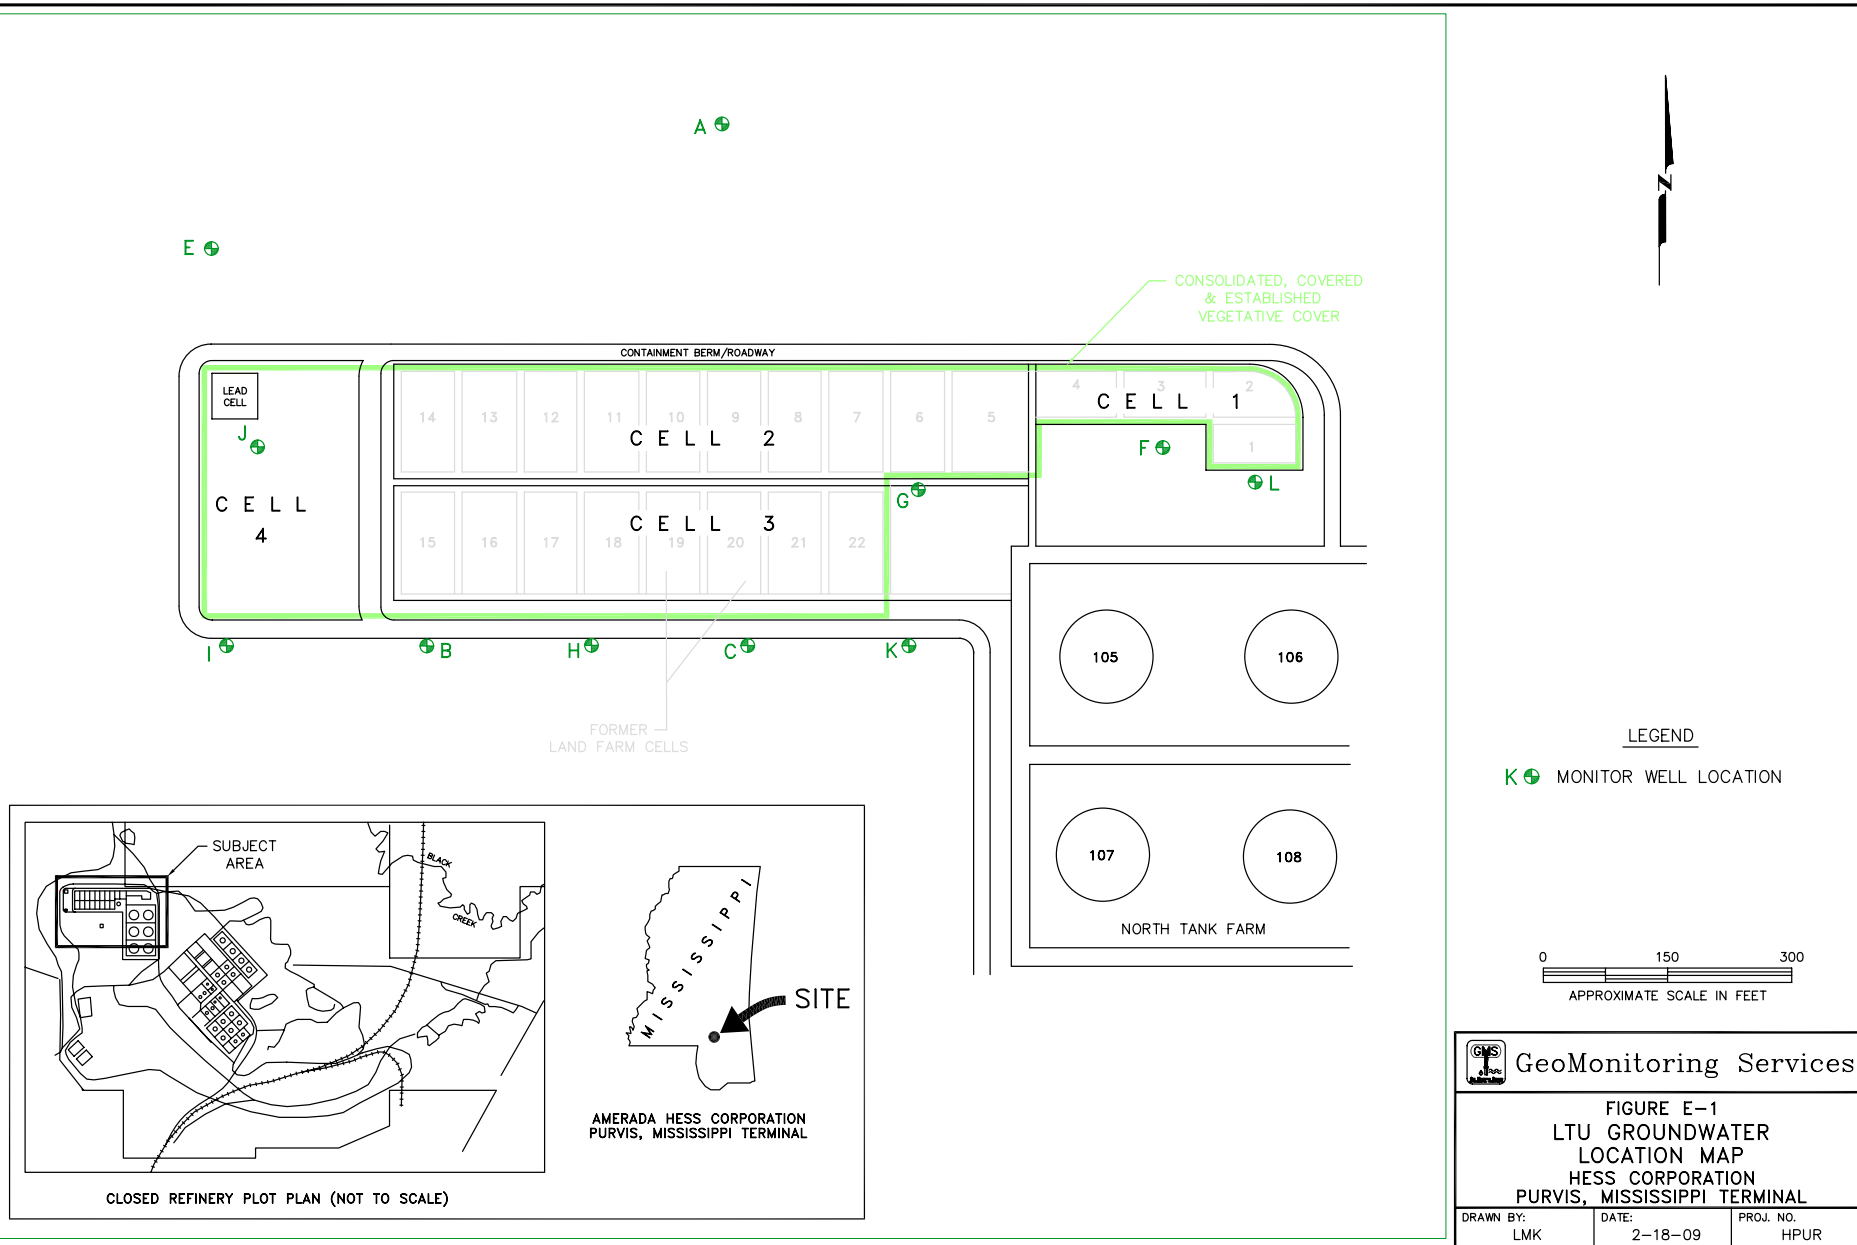 A
E
CONSOLIDATED, COVERED
& ESTABLISHED
VEGETATIVE COVER
CONTAINMENT BERM/ROADWAY
LEAD
CELL
J
CELL
4
14 13 12 11 10 9 8 7 6 5
CELL 2
4 3 2
CELL 1
1
F
L
G
CELL 3
15 16 17 18 19 20 21 22
I
B
H
C
K
FORMER
LAND FARM CELLS
105
106
107
108
NORTH TANK FARM
N
LEGEND
K MONITOR WELL LOCATION
0 150 300
APPROXIMATE SCALE IN FEET
SUBJECT
AREA
BLACK
CREEK
CLOSED REFINERY PLOT PLAN (NOT TO SCALE)
MISSISSIPPI
SITE
AMERADA HESS CORPORATION
PURVIS, MISSISSIPPI TERMINAL
GMS
GeoMonitoring Services
FIGURE E-1
LTU GROUNDWATER
LOCATION MAP
HESS CORPORATION
PURVIS, MISSISSIPPI TERMINAL
DRAWN BY:
LMK
DATE:
2-18-09
PROJ. NO.
HPUR